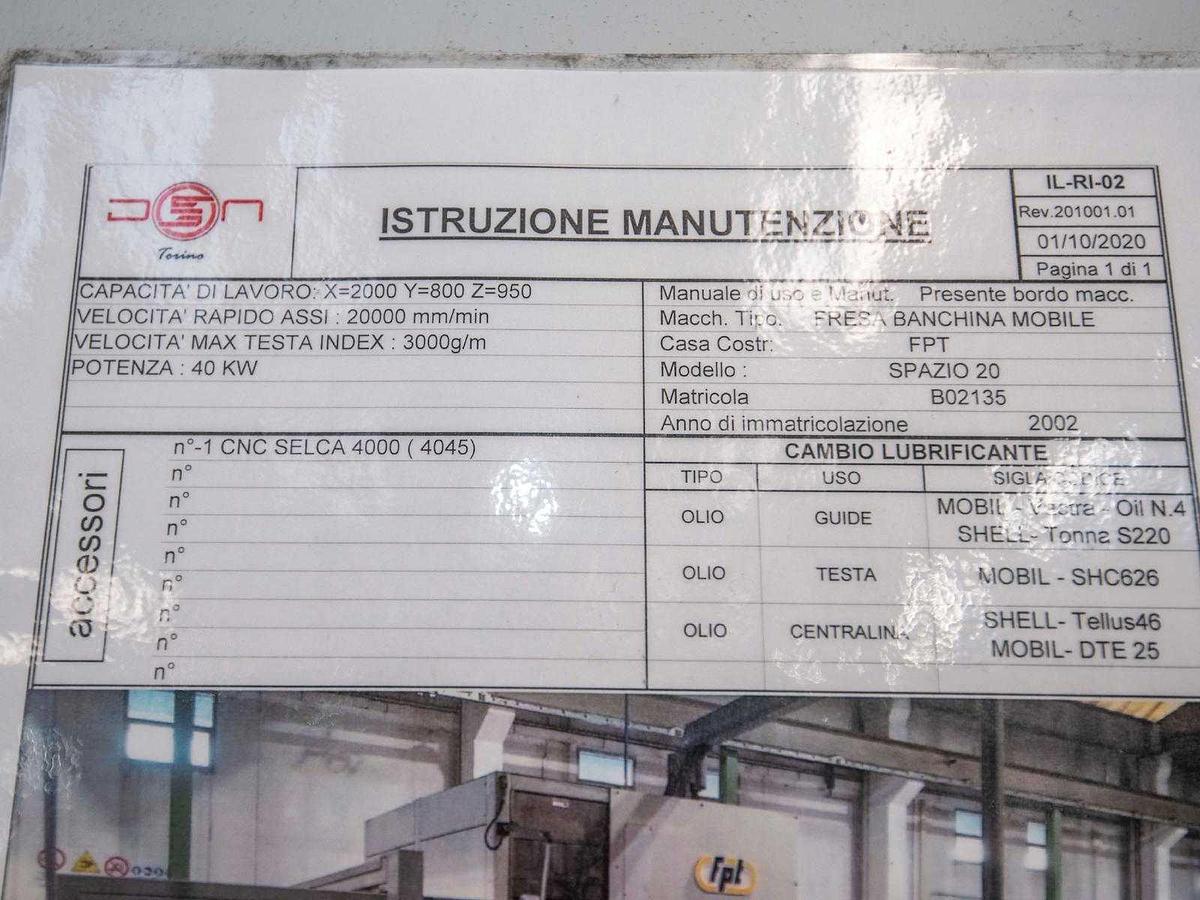 Torino
ISTRUZIONE MANUTENZIONE
IL-RI-02
Rev.201001.01
01/10/2020
Pagina 1 di 1
CAPACITA' DI LAVORO: X=2000 Y=800 Z=950
VELOCITA' RAPIDO ASSI : 20000 mm/min
VELOCITA' MAX TESTA INDEX : 3000g/m
POTENZA : 40 KW
Manuale di uso e Manut. Presente bordo macc.
Macch. Tipo. FRESA BANCHINA MOBILE
Casa Costr: FPT
Modello : SPAZIO 20
Matricola B02135
Anno di immatricolazione 2002
accessori
n°-1 CNC SELCA 4000 ( 4045)
n°
n°
n°
n°
n°
n°
n°
n°
CAMBIO LUBRIFICANTE
TIPO USO SIGLA CODICE
OLIO GUIDE MOBIL - Vactra - Oil N.4
SHELL- Tonna S220
OLIO TESTA MOBIL - SHC626
OLIO CENTRALINA SHELL- Tellus46
MOBIL- DTE 25
fpt